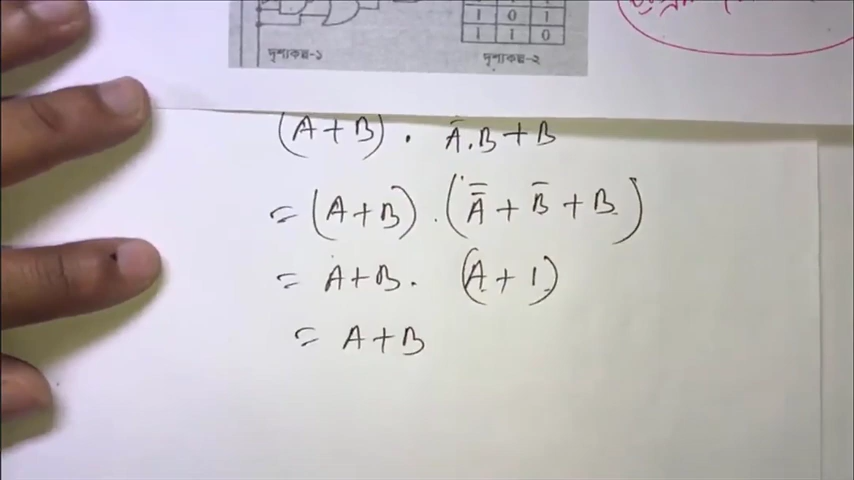 1 0 1
1 1 0
দৃশ্যকল্প-১ দৃশ্যকল্প-২
(A+B) . A̅.B+B
= (A+B) . (A̿ + B̅ + B)
= A+B . (A + 1)
= A+B